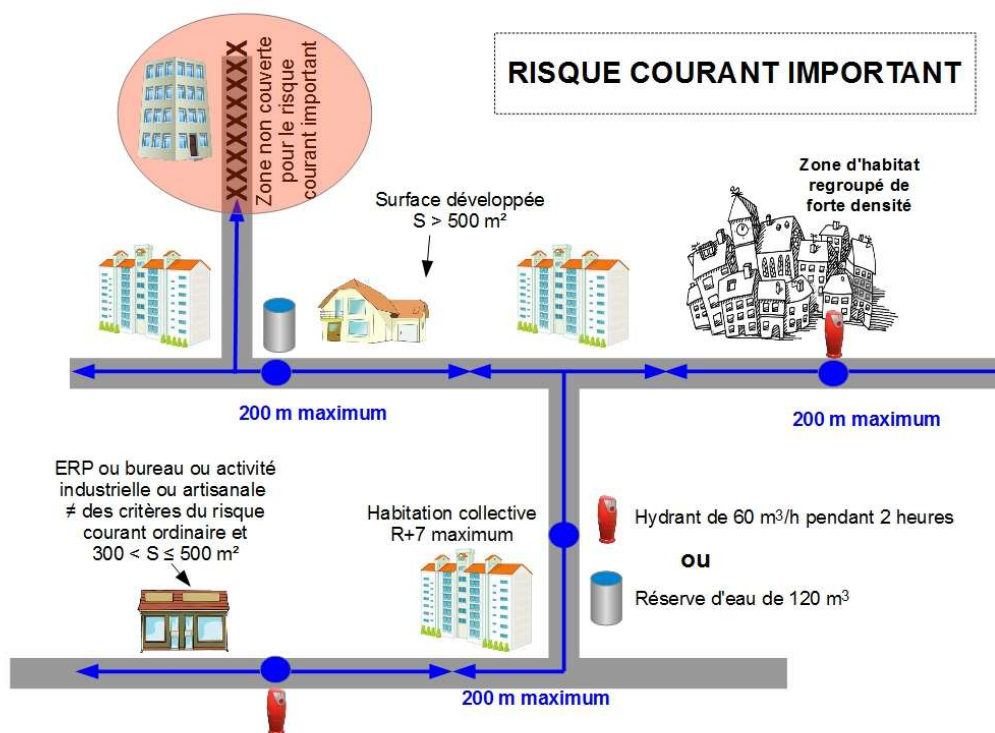 RISQUE COURANT IMPORTANT
XXXXXXXXX
Zone non couverte
pour le risque
courant important
Surface développée
S > 500 m²
Zone d'habitat
regroupé de
forte densité
200 m maximum
200 m maximum
ERP ou bureau ou activité
industrielle ou artisanale
≠ des critères du risque
courant ordinaire et
300 < S ≤ 500 m²
Habitation collective
R+7 maximum
Hydrant de 60 m³/h pendant 2 heures
ou
Réserve d'eau de 120 m³
200 m maximum